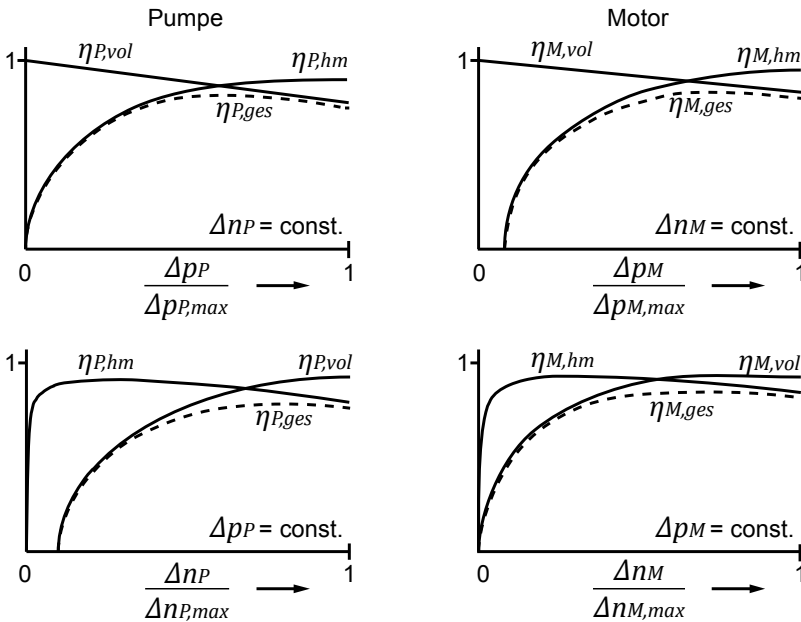 Pumpe
Motor
1
ηP,vol
ηP,hm
ηP,ges
ΔnP = const.
0
1
ΔpP
ΔpP,max
1
ηM,vol
ηM,hm
ηM,ges
ΔnM = const.
0
1
ΔpM
ΔpM,max
1
ηP,hm
ηP,vol
ηP,ges
ΔpP = const.
0
1
ΔnP
ΔnP,max
1
ηM,hm
ηM,vol
ηM,ges
ΔpM = const.
0
1
ΔnM
ΔnM,max